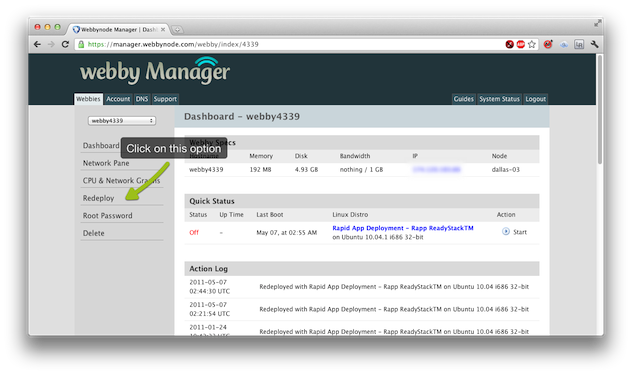 Webbynode Manager | Dashb
https://manager.webbynode.com/webby/index/4339
webby Manager
Webbies Account DNS Support
Guides System Status Logout
webby4339
Dashboard
Network Pane
CPU & Network Graphs
Redeploy
Root Password
Delete
Click on this option
Dashboard - webby4339
Webby Specs
Hostname Memory Disk Bandwidth IP Node
webby4339 192 MB 4.93 GB nothing / 1 GB dallas-03
Quick Status
Status Up Time Last Boot Linux Distro Action
Off - May 07, at 02:55 AM Rapid App Deployment - Rapp ReadyStackTM Start
on Ubuntu 10.04.1 i686 32-bit
Action Log
2011-05-07
02:44:30 UTC Redeployed with Rapid App Deployment - Rapp ReadyStackTM on Ubuntu 10.04 i686 32-bit
2011-05-07
02:21:54 UTC Redeployed with Rapid App Deployment - Rapp ReadyStackTM on Ubuntu 10.04 i686 32-bit
2011-01-24
Redeployed with Rapid App Deployment - Rapp ReadyStackTM on Ubuntu 10.04 i686 32-bit